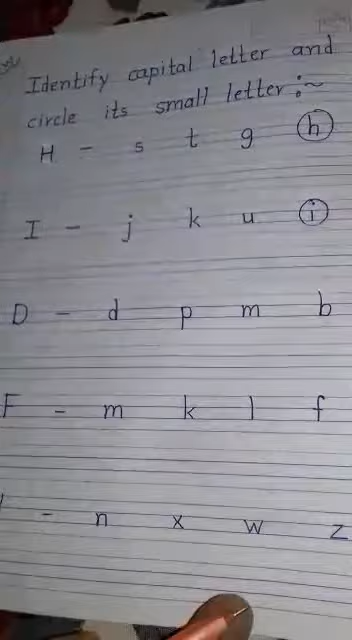 Identify capital letter and
circle its small letter :~
H - s t g h
I - j k u i
D - d p m b
F - m k l f
- n x w z